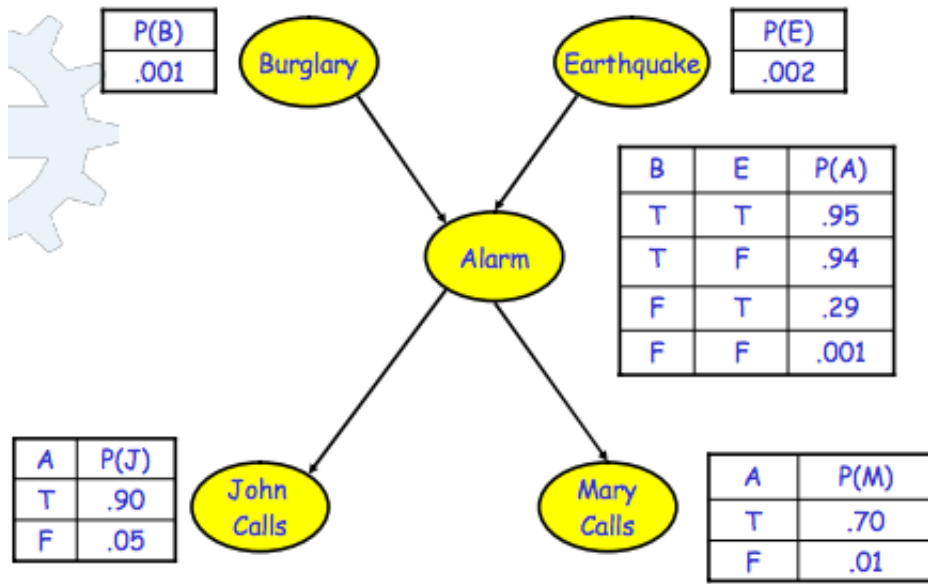 P(B)
.001
Burglary
Earthquake
P(E)
.002
B E P(A)
T T .95
T F .94
F T .29
F F .001
Alarm
A P(J)
T .90
F .05
John
Calls
Mary
Calls
A P(M)
T .70
F .01